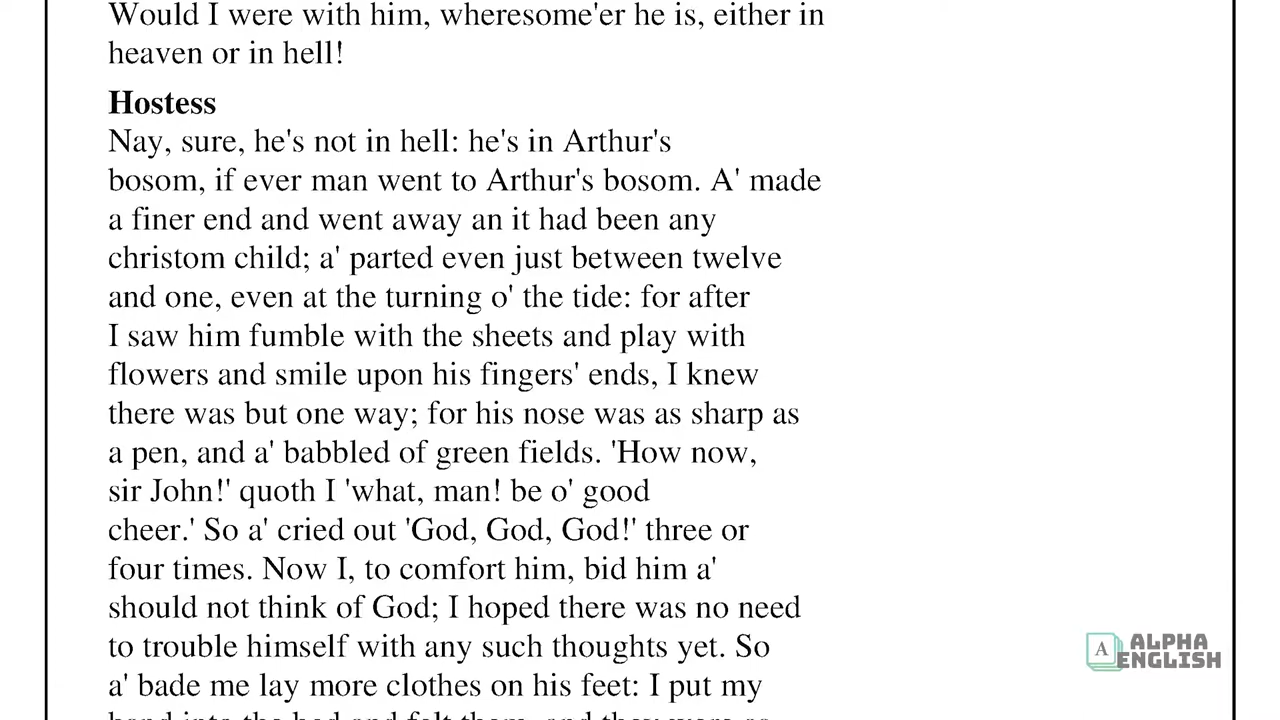 Would I were with him, wheresome'er he is, either in
heaven or in hell!
Hostess
Nay, sure, he's not in hell: he's in Arthur's
bosom, if ever man went to Arthur's bosom. A' made
a finer end and went away an it had been any
christom child; a' parted even just between twelve
and one, even at the turning o' the tide: for after
I saw him fumble with the sheets and play with
flowers and smile upon his fingers' ends, I knew
there was but one way; for his nose was as sharp as
a pen, and a' babbled of green fields. 'How now,
sir John!' quoth I 'what, man! be o' good
cheer.' So a' cried out 'God, God, God!' three or
four times. Now I, to comfort him, bid him a'
should not think of God; I hoped there was no need
to trouble himself with any such thoughts yet. So
a' bade me lay more clothes on his feet: I put my
A ALPHA
ENGLISH